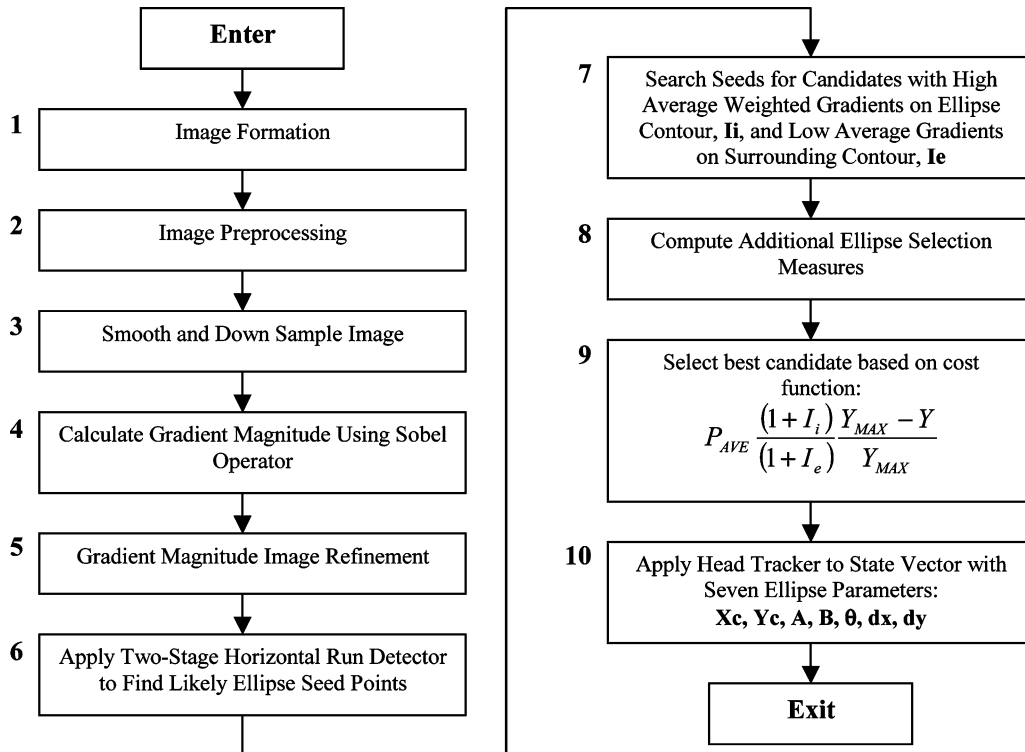 Enter
1
Image Formation
2
Image Preprocessing
3
Smooth and Down Sample Image
4
Calculate Gradient Magnitude Using Sobel
Operator
5
Gradient Magnitude Image Refinement
6
Apply Two-Stage Horizontal Run Detector
to Find Likely Ellipse Seed Points
7
Search Seeds for Candidates with High
Average Weighted Gradients on Ellipse
Contour, Ii, and Low Average Gradients
on Surrounding Contour, Ie
8
Compute Additional Ellipse Selection
Measures
9
Select best candidate based on cost
function:
P_AVE (1 + I_i)/(1 + I_e) (Y_MAX − Y)/Y_MAX
10
Apply Head Tracker to State Vector with
Seven Ellipse Parameters:
Xc, Yc, A, B, θ, dx, dy
Exit